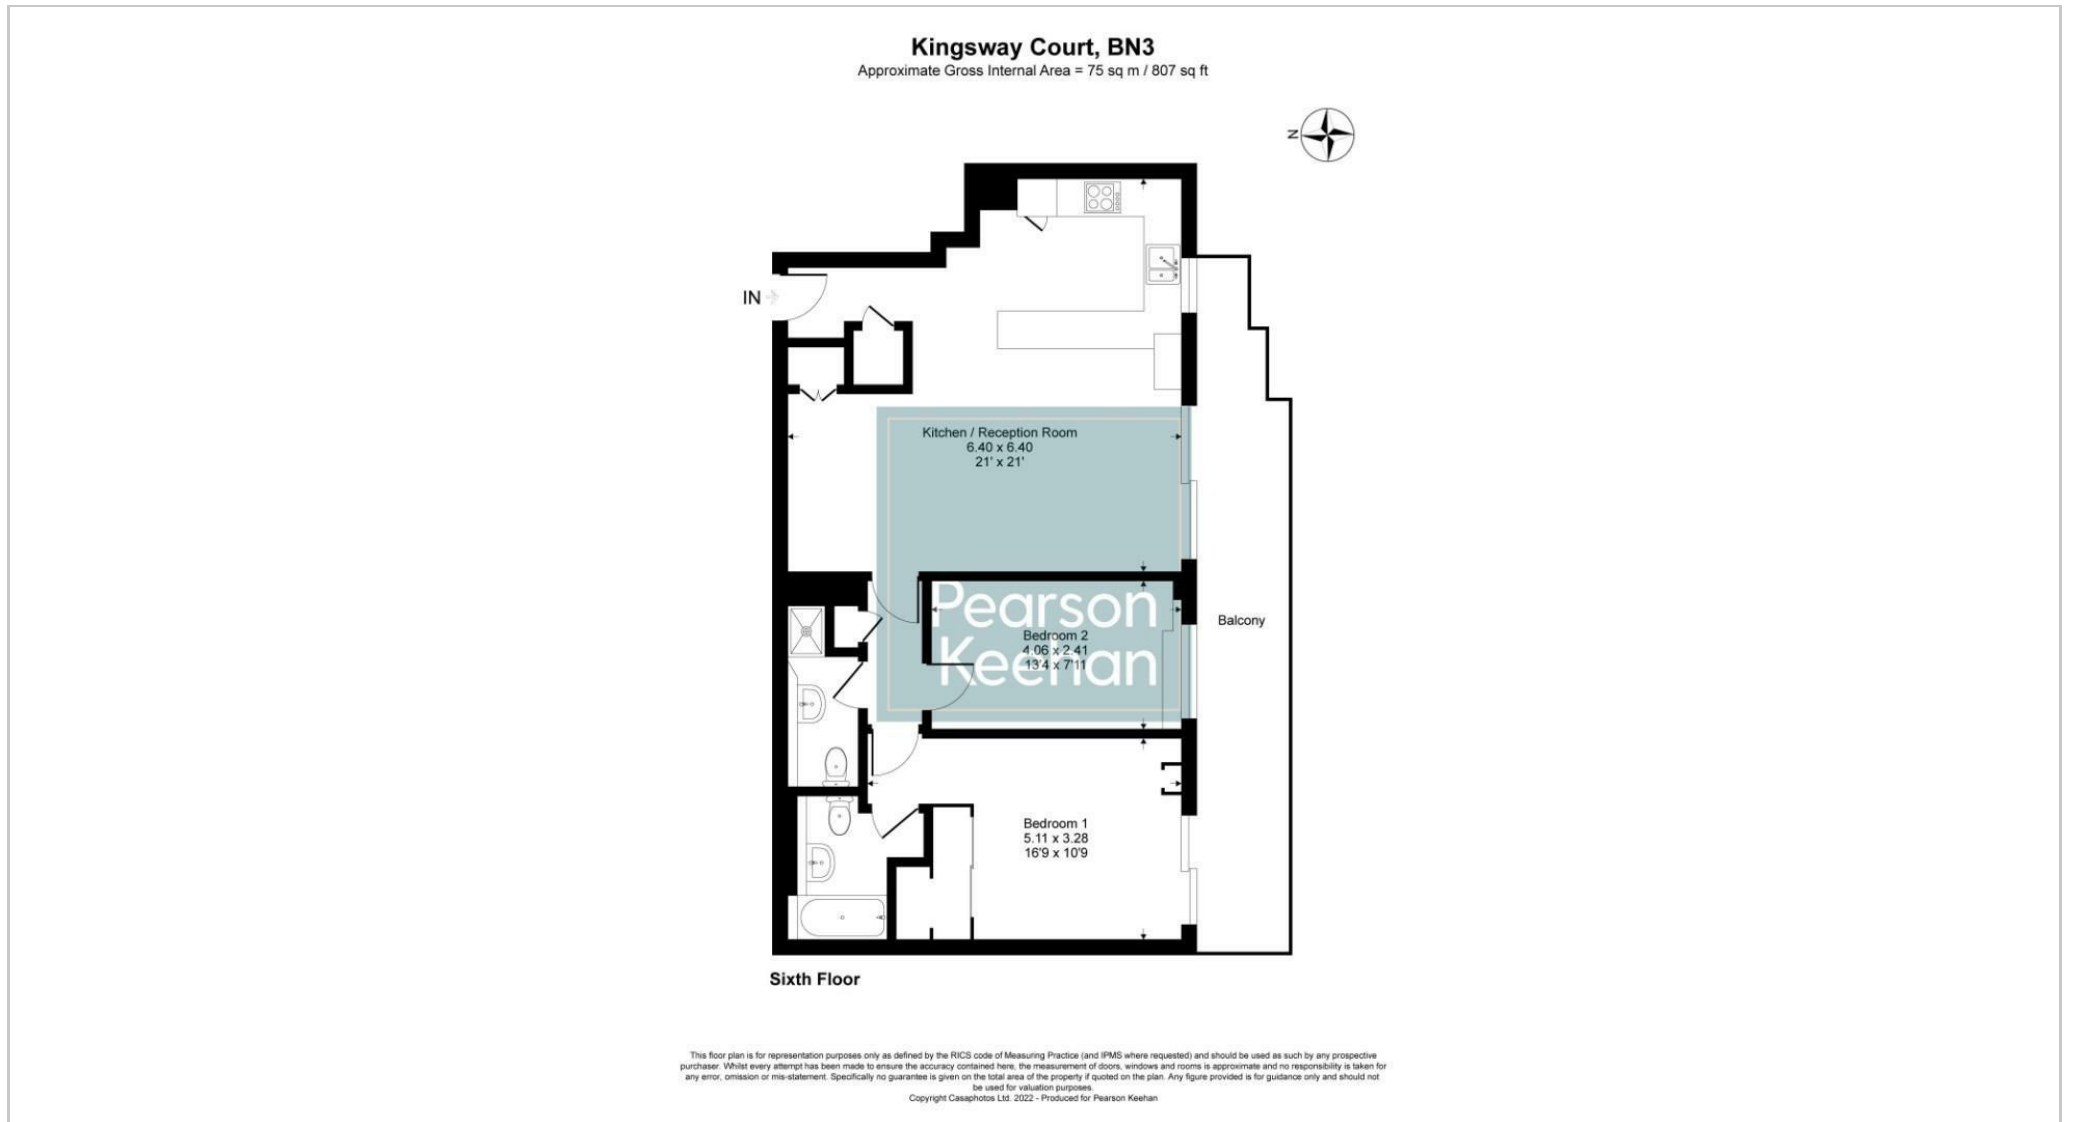 Kingsway Court, BN3
Approximate Gross Internal Area = 75 sq m / 807 sq ft
N
IN
Kitchen / Reception Room
6.40 x 6.40
21' x 21'
Pearson
Keehan
Bedroom 2
4.06 x 2.41
13'4 x 7'11
Balcony
Bedroom 1
5.11 x 3.28
16'9 x 10'9
Sixth Floor
This floor plan is for representation purposes only as defined by the RICS code of Measuring Practice (and IPMS where requested) and should be used as such by any prospective
purchaser. Whilst every attempt has been made to ensure the accuracy contained here, the measurement of doors, windows and rooms is approximate and no responsibility is taken for
any error, omission or mis-statement. Specifically no guarantee is given on the total area of the property if quoted on the plan. Any figure provided is for guidance only and should not
be used for valuation purposes.
Copyright Casaphotos Ltd. 2022 - Produced for Pearson Keehan